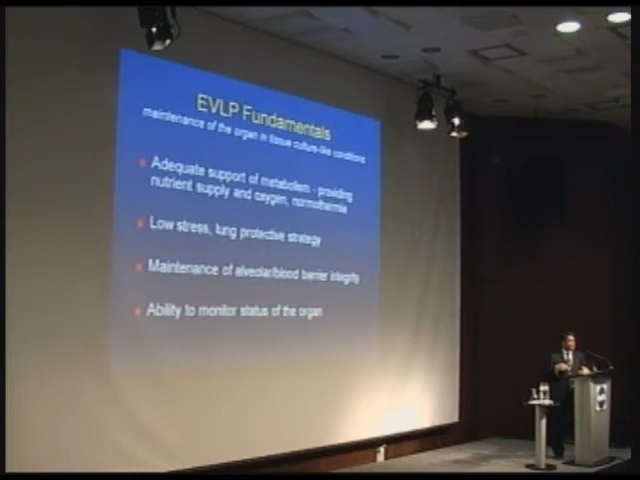 EVLP Fundamentals
maintenance of the organ in tissue culture-like conditions
Adequate support of metabolism - providing
nutrient supply and oxygen, normothermia
Low stress, lung protective strategy
Maintenance of alveolar/blood barrier integrity
Ability to monitor status of the organ